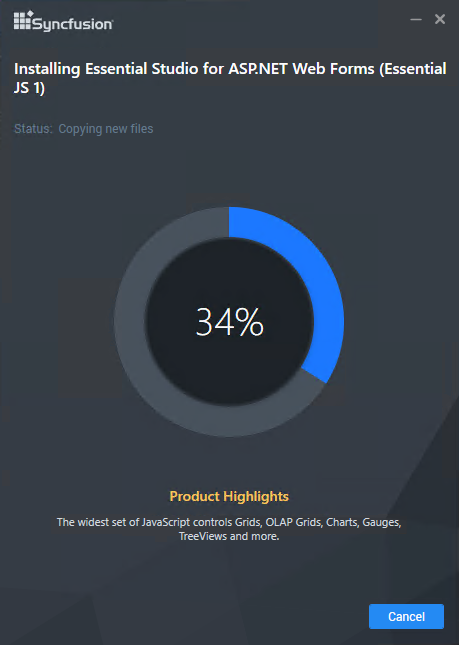 Syncfusion
Installing Essential Studio for ASP.NET Web Forms (Essential
JS 1)
Status: Copying new files
34%
Product Highlights
The widest set of JavaScript controls Grids, OLAP Grids, Charts, Gauges,
TreeViews and more.
Cancel